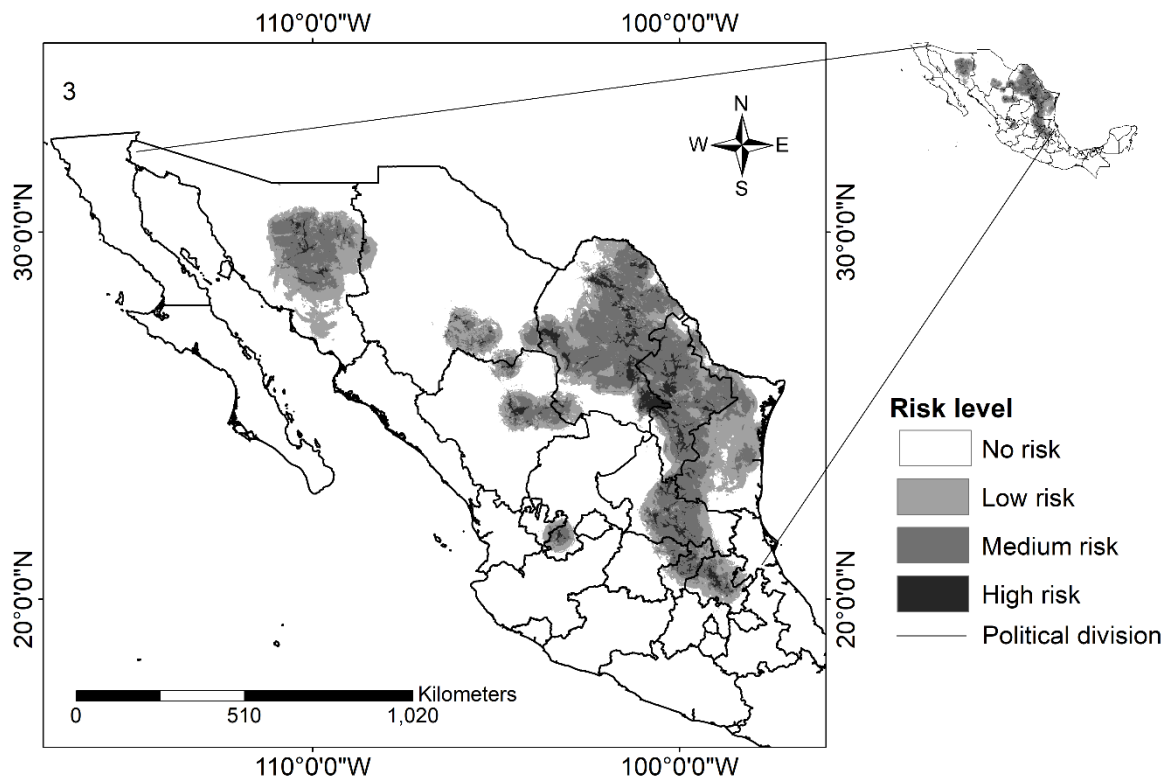 110°0'0"W
100°0'0"W
3
N
W
E
S
30°0'0"N
30°0'0"N
20°0'0"N
20°0'0"N
Risk level
No risk
Low risk
Medium risk
High risk
Political division
Kilometers
0
510
1,020
110°0'0"W
100°0'0"W